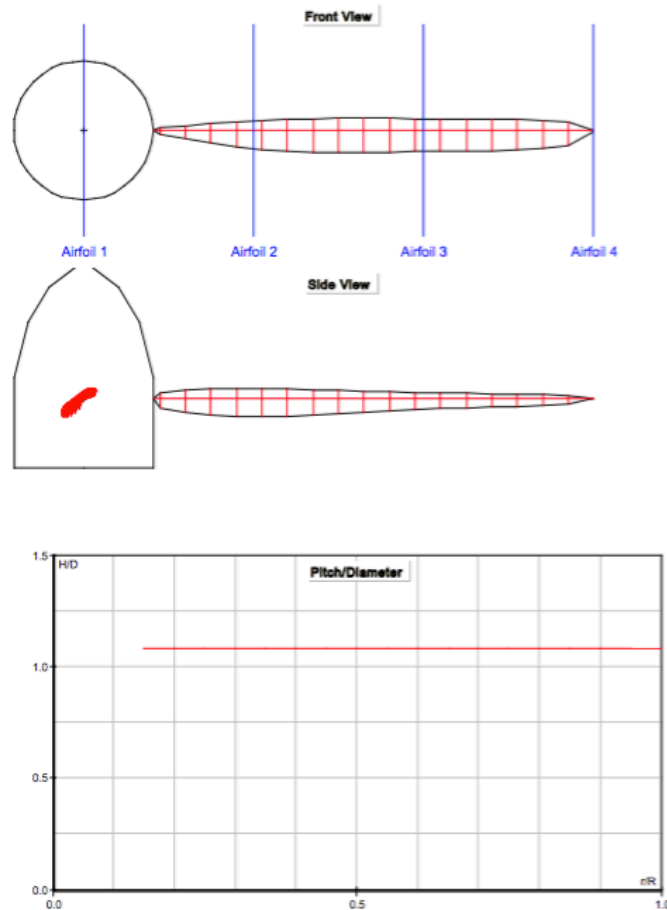 Front View
Airfoil 1 Airfoil 2 Airfoil 3 Airfoil 4
Side View
1.5
H/D
Pitch/Diameter
1.0
0.5
r/R
0.0
0.0 0.5 1.0